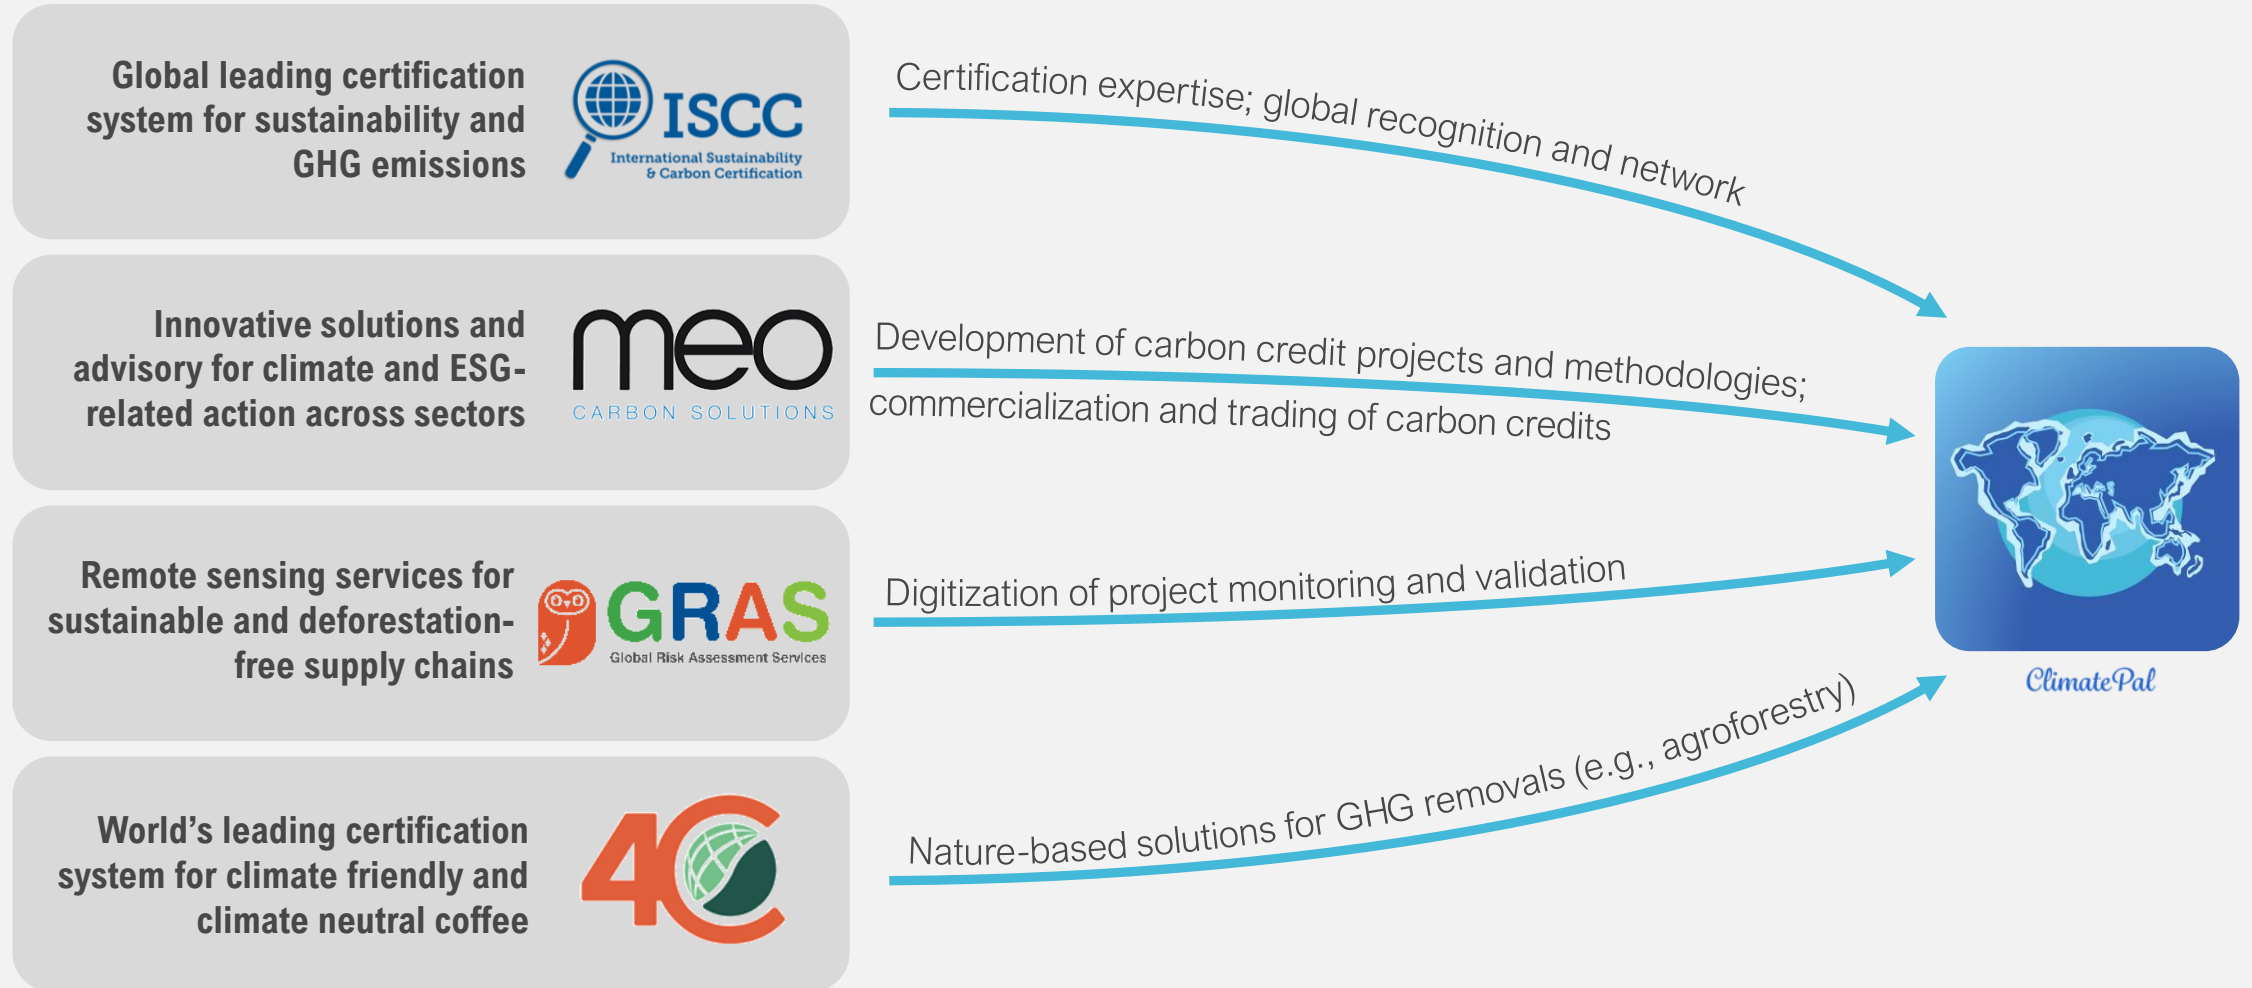 Global leading certification
system for sustainability and
GHG emissions
ISCC
International Sustainability
& Carbon Certification
Certification expertise; global recognition and network
Innovative solutions and
advisory for climate and ESG-
related action across sectors
meo
CARBON SOLUTIONS
Development of carbon credit projects and methodologies;
commercialization and trading of carbon credits
Remote sensing services for
sustainable and deforestation-
free supply chains
GRAS
Global Risk Assessment Services
Digitization of project monitoring and validation
ClimatePal
World's leading certification
system for climate friendly and
climate neutral coffee
4C
Nature-based solutions for GHG removals (e.g., agroforestry)